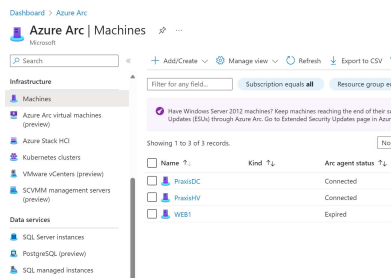 Dashboard > Azure Arc >
Azure Arc | Machines
Microsoft
Search
Infrastructure
Machines
Azure Arc virtual machines
(preview)
Azure Stack HCI
Kubernetes clusters
VMware vCenters (preview)
SCVMM management servers
(preview)
Data services
SQL Server instances
PostgreSQL (preview)
SQL managed instances
Add/Create Manage view Refresh Export to CSV
Filter for any field... Subscription equals all Resource group eq
Have Windows Server 2012 machines? Keep machines reaching the end of their su
Updates (ESUs) through Azure Arc. Go to Extended Security Updates page in Azur
Showing 1 to 3 of 3 records. No
Name Kind Arc agent status
PraxisDC Connected
PraxisHV Connected
WEB1 Expired